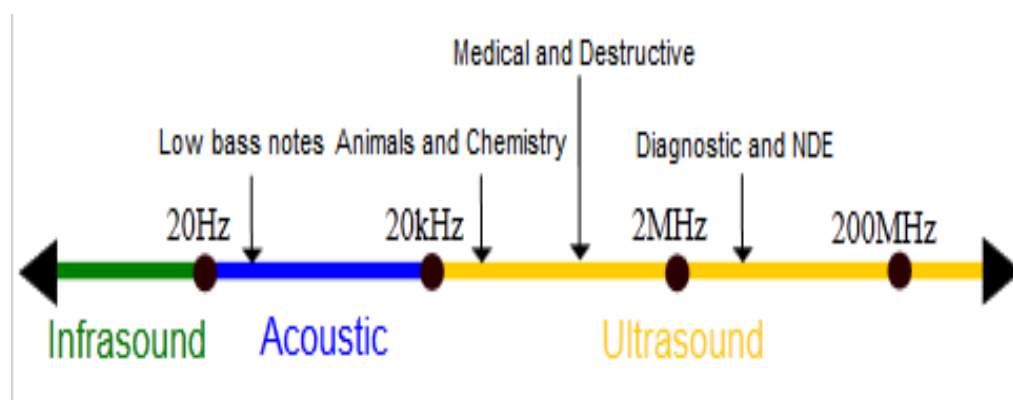 Medical and Destructive
Low bass notes Animals and Chemistry Diagnostic and NDE
20Hz 20kHz 2MHz 200MHz
Infrasound Acoustic Ultrasound